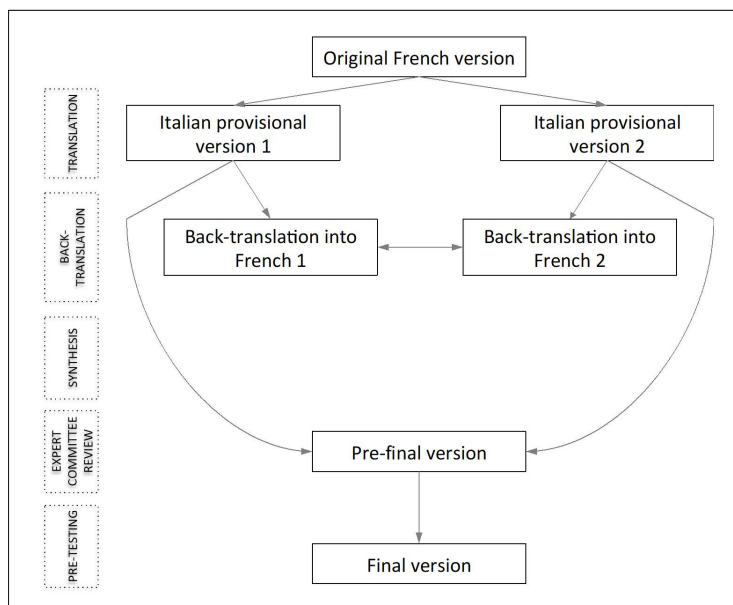 Original French version
TRANSLATION
Italian provisional
version 1
Italian provisional
version 2
BACK-
TRANSLATION
Back-translation into
French 1
Back-translation into
French 2
SYNTHESIS
EXPERT
COMMITTEE
REVIEW
Pre-final version
PRE-TESTING
Final version